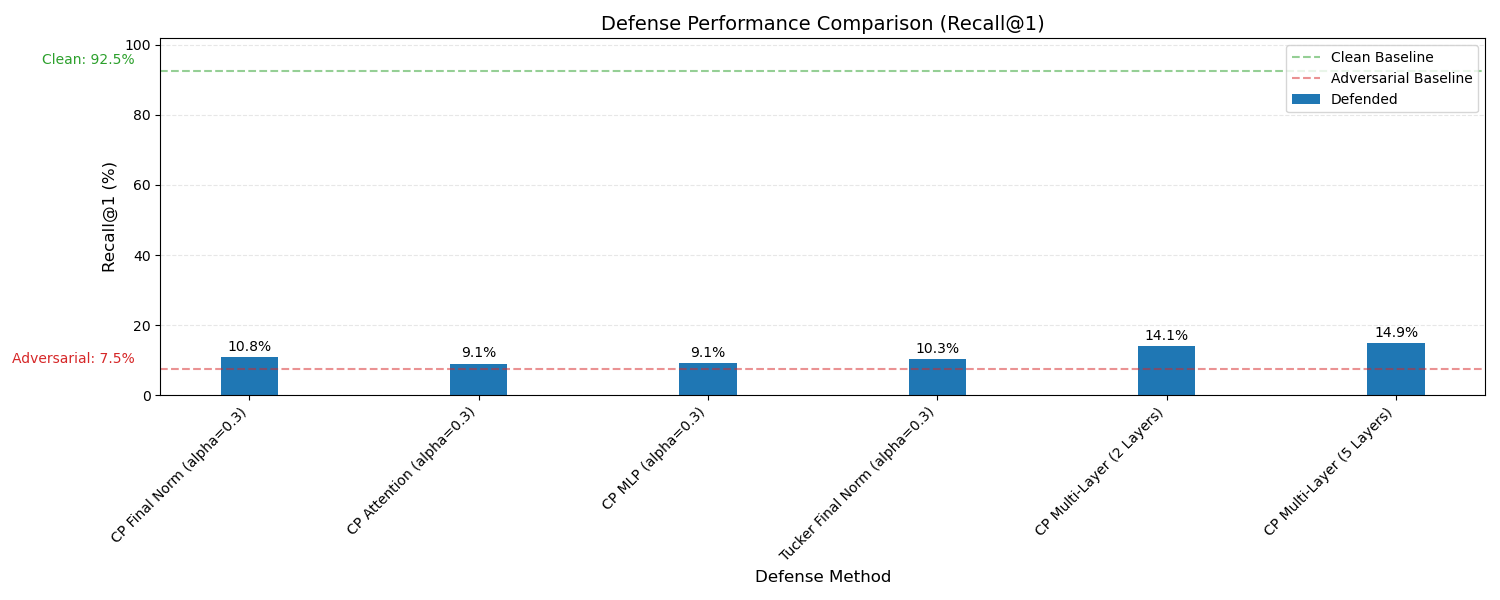 Defense Performance Comparison (Recall@1)
Clean: 92.5%
Adversarial: 7.5%
Recall@1 (%)
100
80
60
40
20
0
Clean Baseline
Adversarial Baseline
Defended
10.8%
9.1%
9.1%
10.3%
14.1%
14.9%
CP Final Norm (alpha=0.3)
CP Attention (alpha=0.3)
CP MLP (alpha=0.3)
Tucker Final Norm (alpha=0.3)
CP Multi-Layer (2 Layers)
CP Multi-Layer (5 Layers)
Defense Method